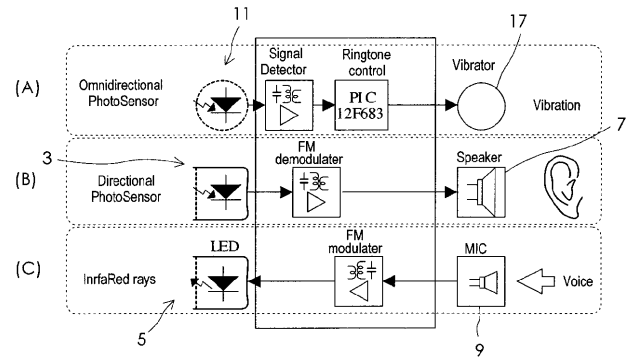 11
17
(A)
Omnidirectional
PhotoSensor
Signal
Detector
Ringtone
control
PIC
12F683
Vibrator
Vibration
3
7
(B)
Directional
PhotoSensor
FM
demodulater
Speaker
(C)
InrfaRed rays
LED
FM
modulater
MIC
Voice
5
9